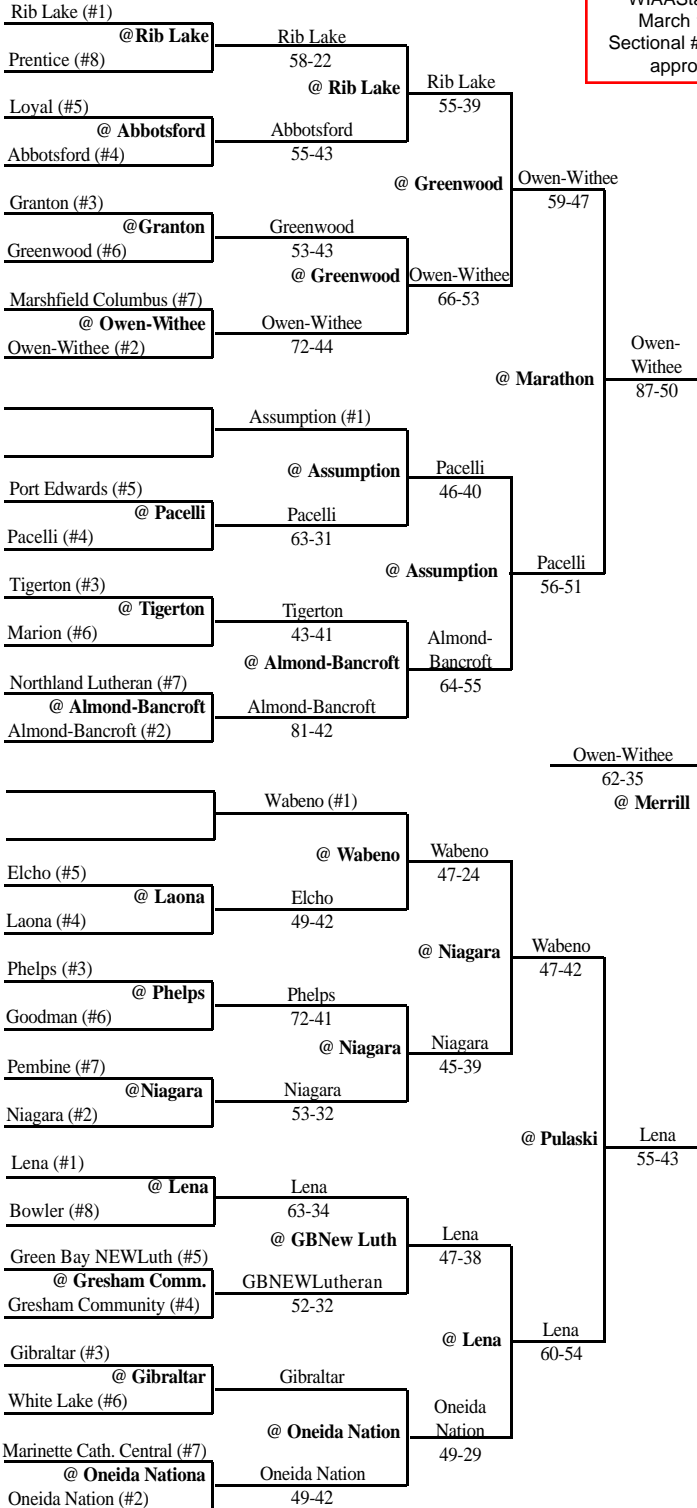 Rib Lake (#1)
@Rib Lake
Prentice (#8)
Rib Lake
58-22
@ Rib Lake
Loyal (#5)
@ Abbotsford
Abbotsford (#4)
Abbotsford
55-43
Rib Lake
55-39
@ Greenwood
Granton (#3)
@Granton
Greenwood (#6)
Greenwood
53-43
@ Greenwood
Marshfield Columbus (#7)
@ Owen-Withee
Owen-Withee (#2)
Owen-Withee
72-44
Owen-Withee
66-53
Owen-Withee
59-47
@ Marathon
Owen-
Withee
87-50
Assumption (#1)
@ Assumption
Port Edwards (#5)
@ Pacelli
Pacelli (#4)
Pacelli
63-31
Pacelli
46-40
@ Assumption
Tigerton (#3)
@ Tigerton
Marion (#6)
Tigerton
43-41
@ Almond-Bancroft
Northland Lutheran (#7)
@ Almond-Bancroft
Almond-Bancroft (#2)
Almond-Bancroft
81-42
Almond-
Bancroft
64-55
Pacelli
56-51
Owen-Withee
62-35
@ Merrill
Wabeno (#1)
@ Wabeno
Elcho (#5)
@ Laona
Laona (#4)
Elcho
49-42
Wabeno
47-24
@ Niagara
Phelps (#3)
@ Phelps
Goodman (#6)
Phelps
72-41
@ Niagara
Pembine (#7)
@Niagara
Niagara (#2)
Niagara
53-32
Niagara
45-39
Wabeno
47-42
@ Pulaski
Lena
55-43
Lena (#1)
@ Lena
Bowler (#8)
Lena
63-34
@ GBNew Luth
Green Bay NEWLuth (#5)
@ Gresham Comm.
Gresham Community (#4)
GBNEWLutheran
52-32
Lena
47-38
@ Lena
Gibraltar (#3)
@ Gibraltar
White Lake (#6)
Gibraltar
@ Oneida Nation
Marinette Cath. Central (#7)
@ Oneida Nationa
Oneida Nation (#2)
Oneida Nation
49-42
Oneida
Nation
49-29
Lena
60-54
March
Sectional #
appro